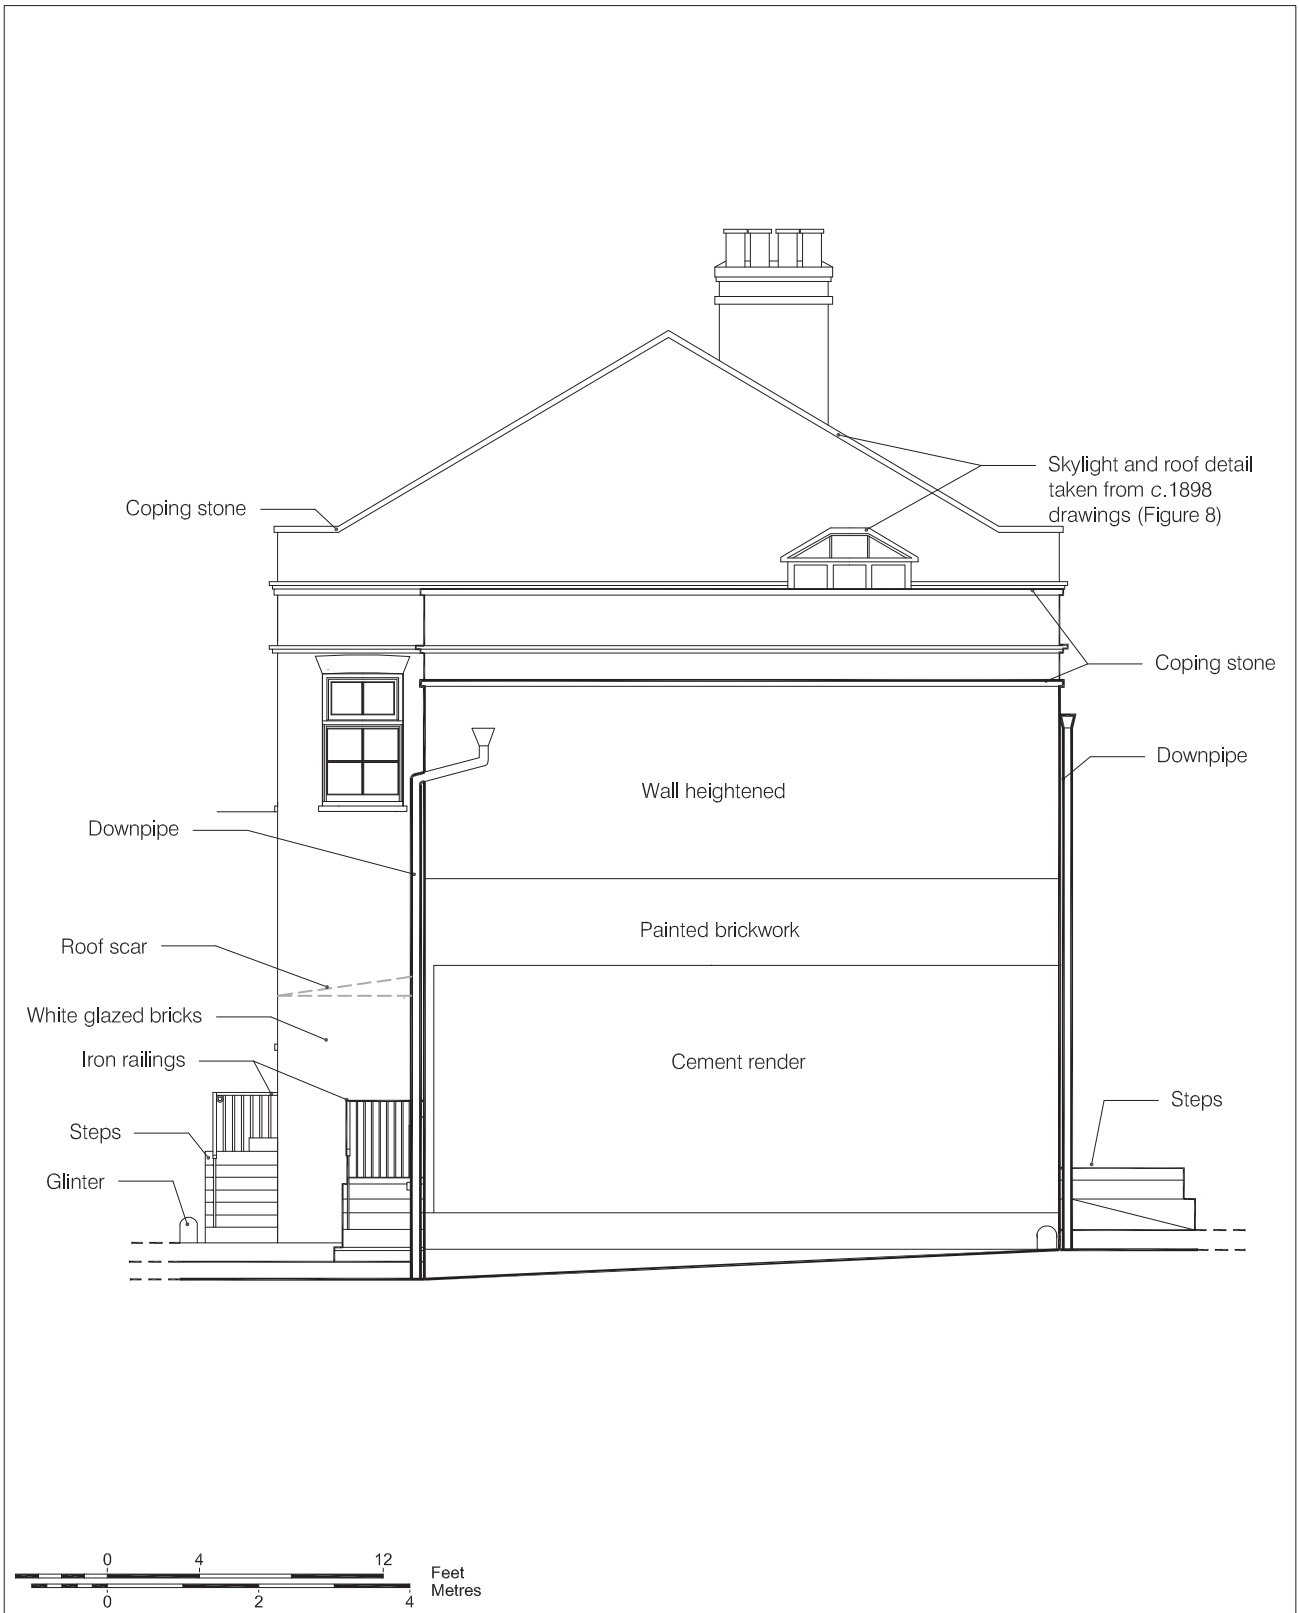 Skylight and roof detail
taken from c.1898
drawings (Figure 8)
Coping stone
Coping stone
Downpipe
Wall heightened
Downpipe
Painted brickwork
Roof scar
White glazed bricks
Iron railings
Cement render
Steps
Steps
Glinter
0 4 12
Feet
Metres
0 2 4